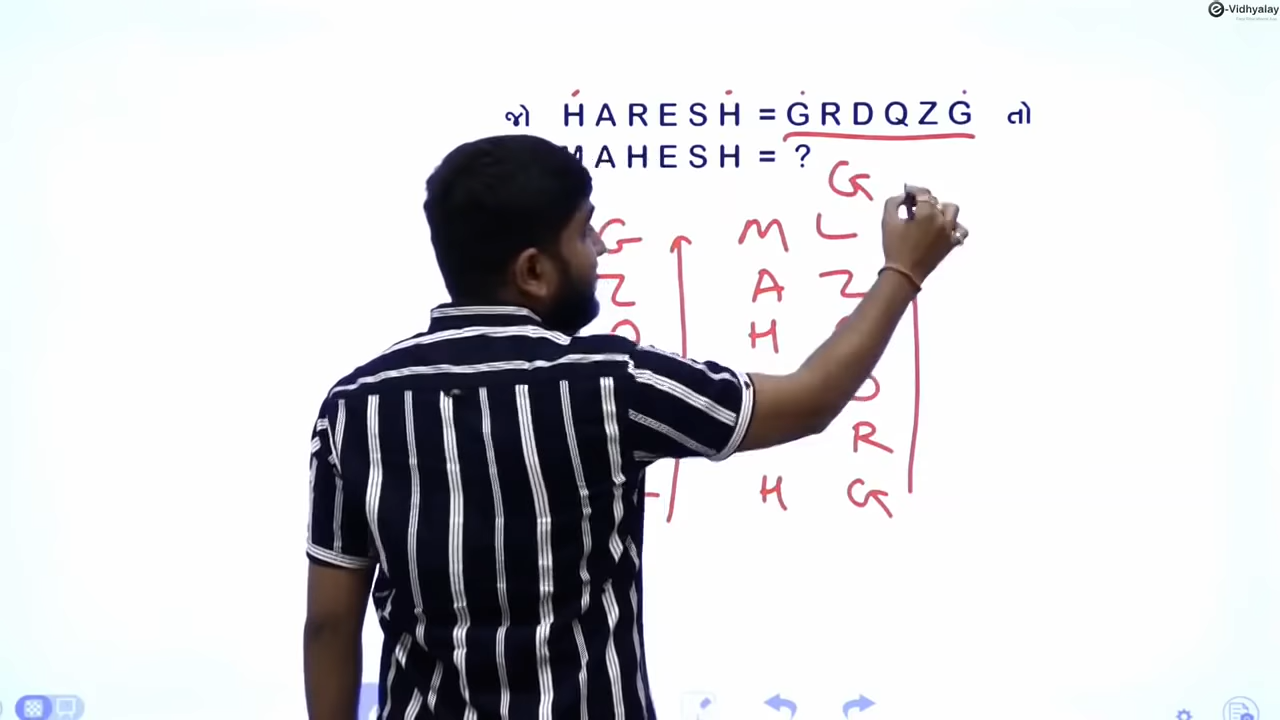 e-Vidhyalay
જો HARESH = GRDQZG તો
MAHESH = ?
G
G M L
Z A Z
H
R
H G